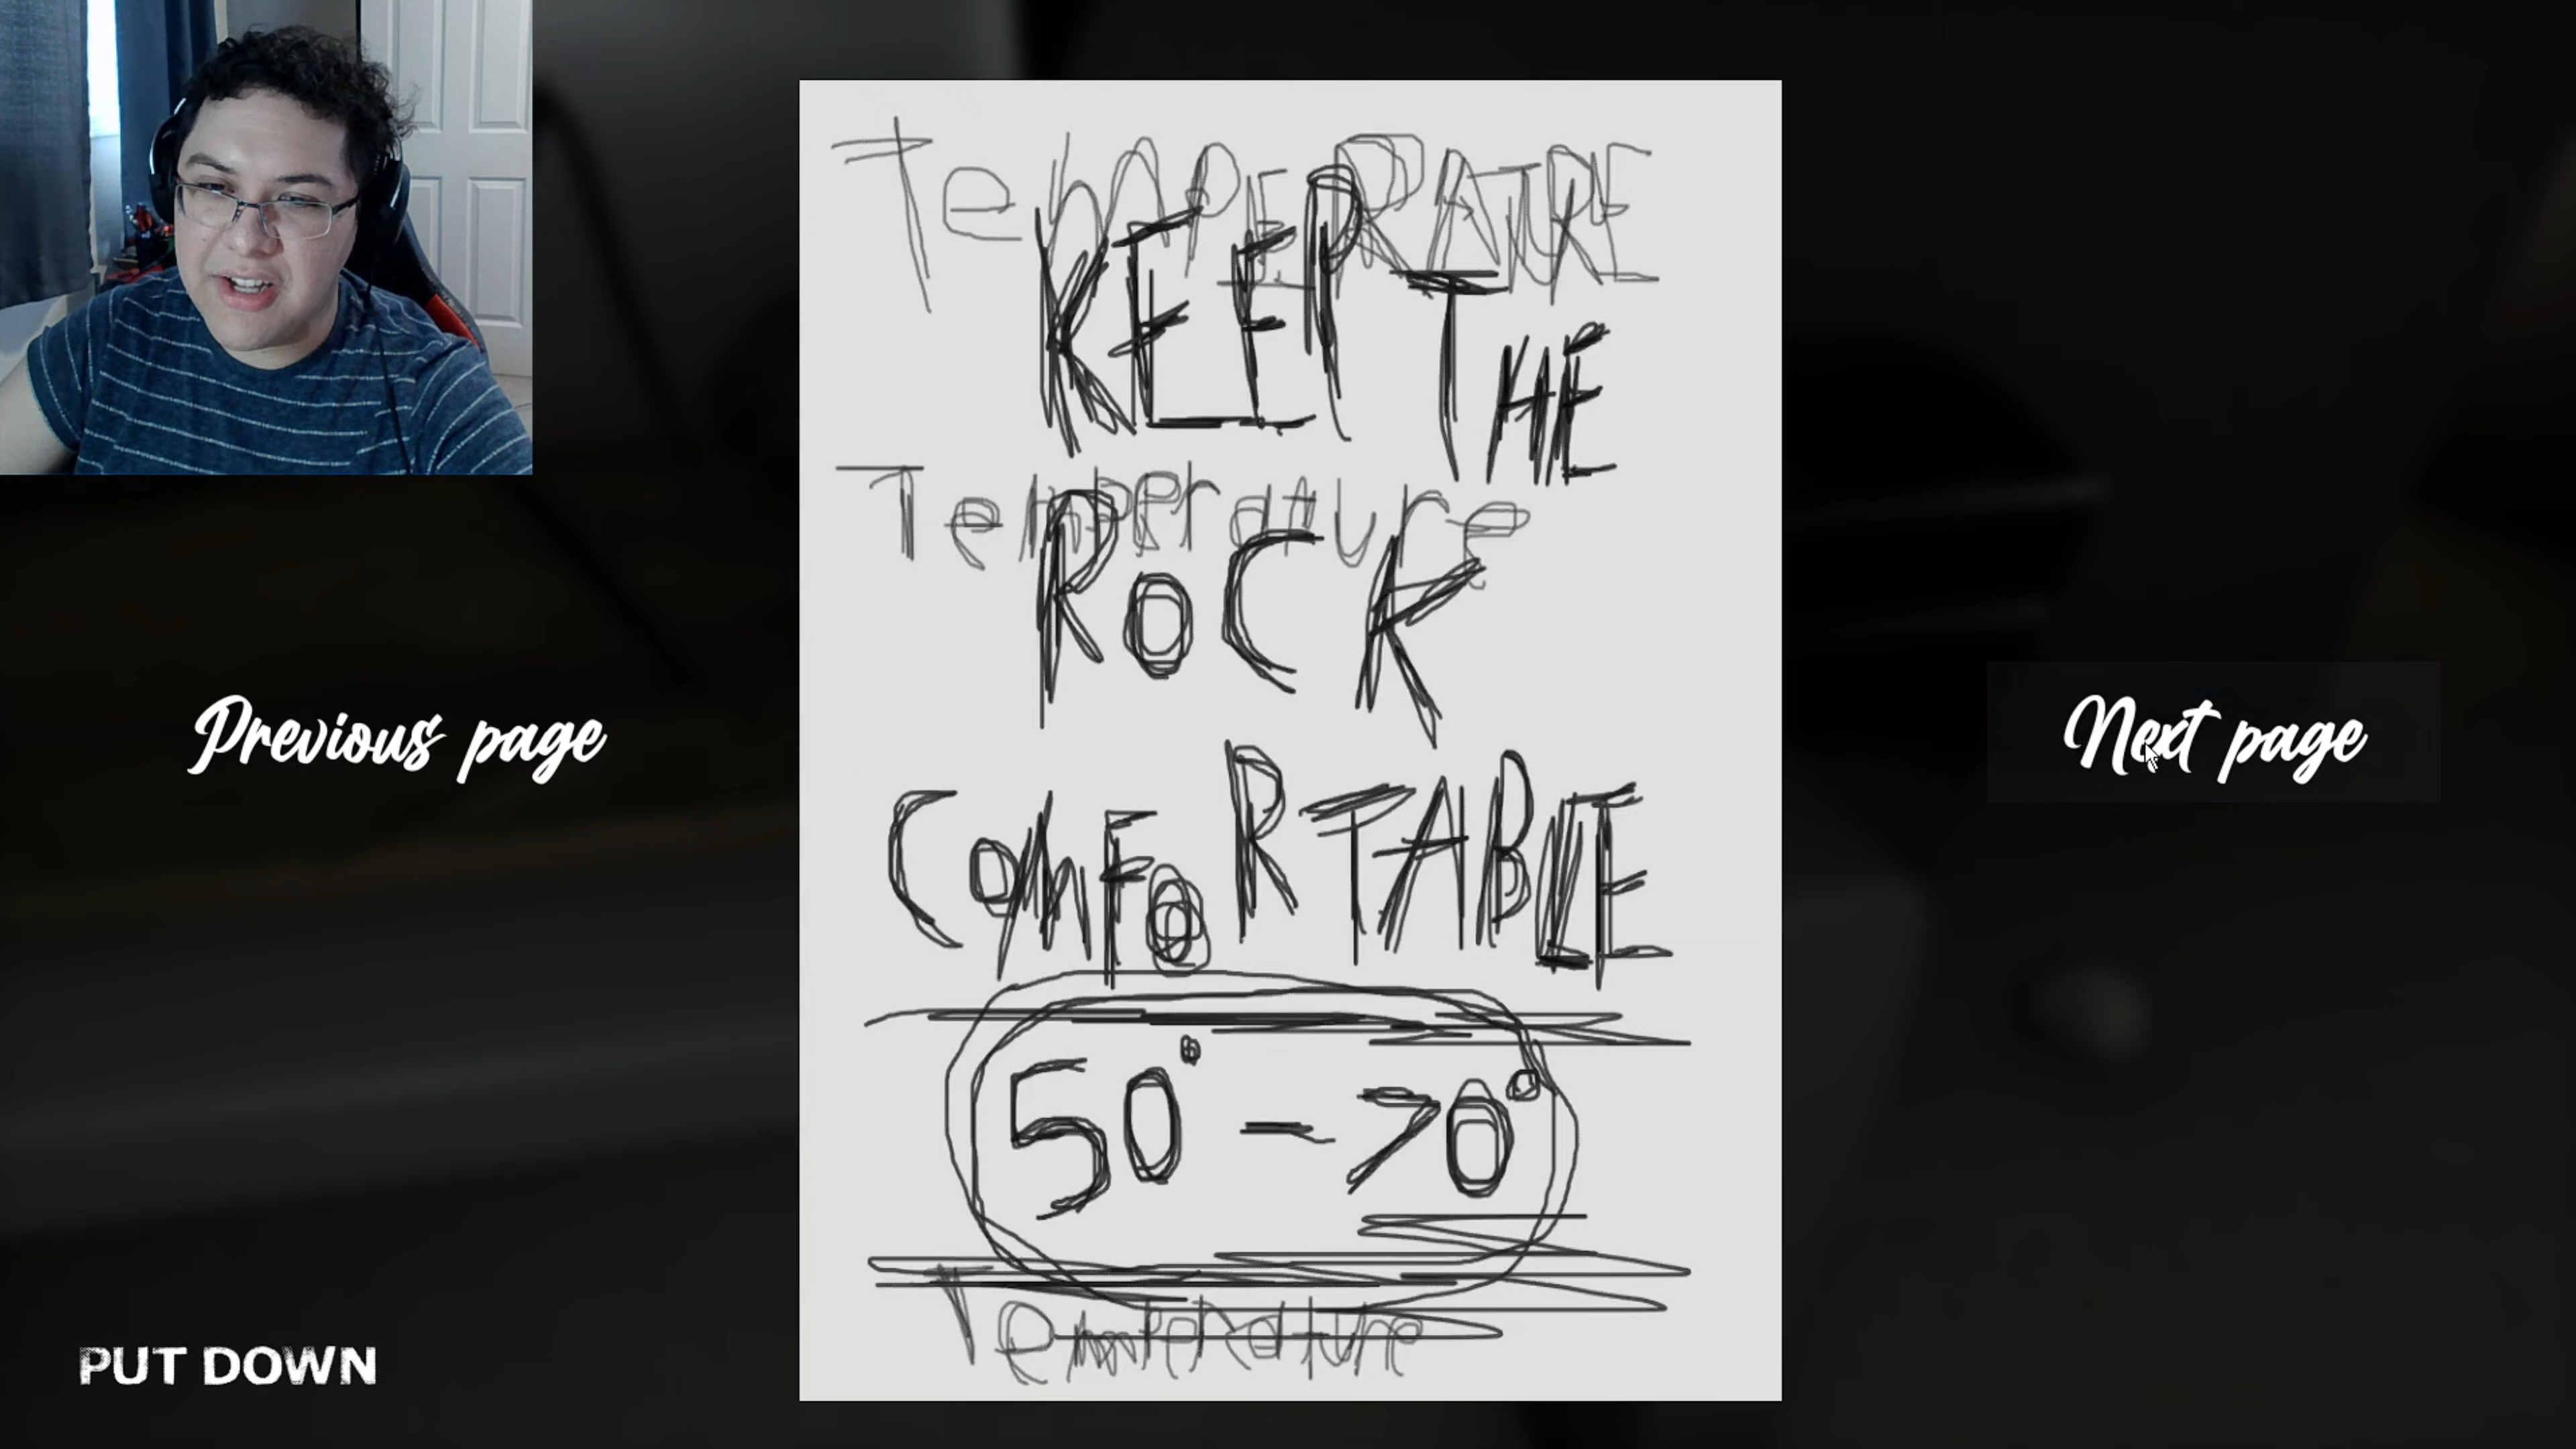 TemPERATURE
KEEP THE
Temperature
RoCK
ComFoRTABLE
50° - 70°
Temperature
Previous page
Next page
PUT DOWN